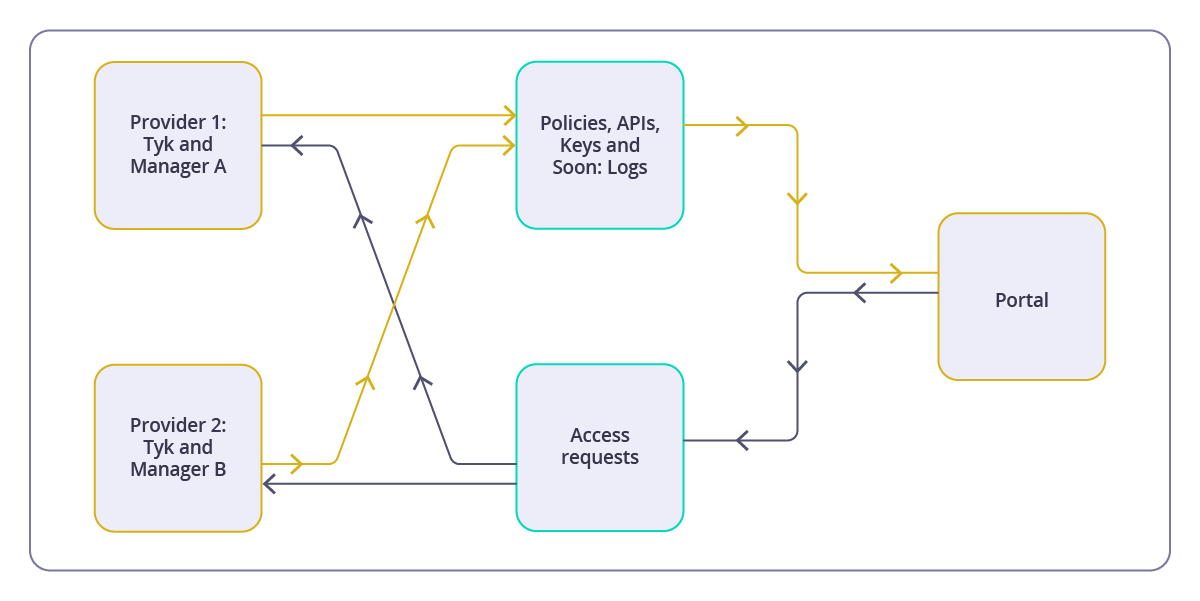 Provider 1:
Tyk and
Manager A
Policies, APIs,
Keys and
Soon: Logs
Portal
Provider 2:
Tyk and
Manager B
Access
requests